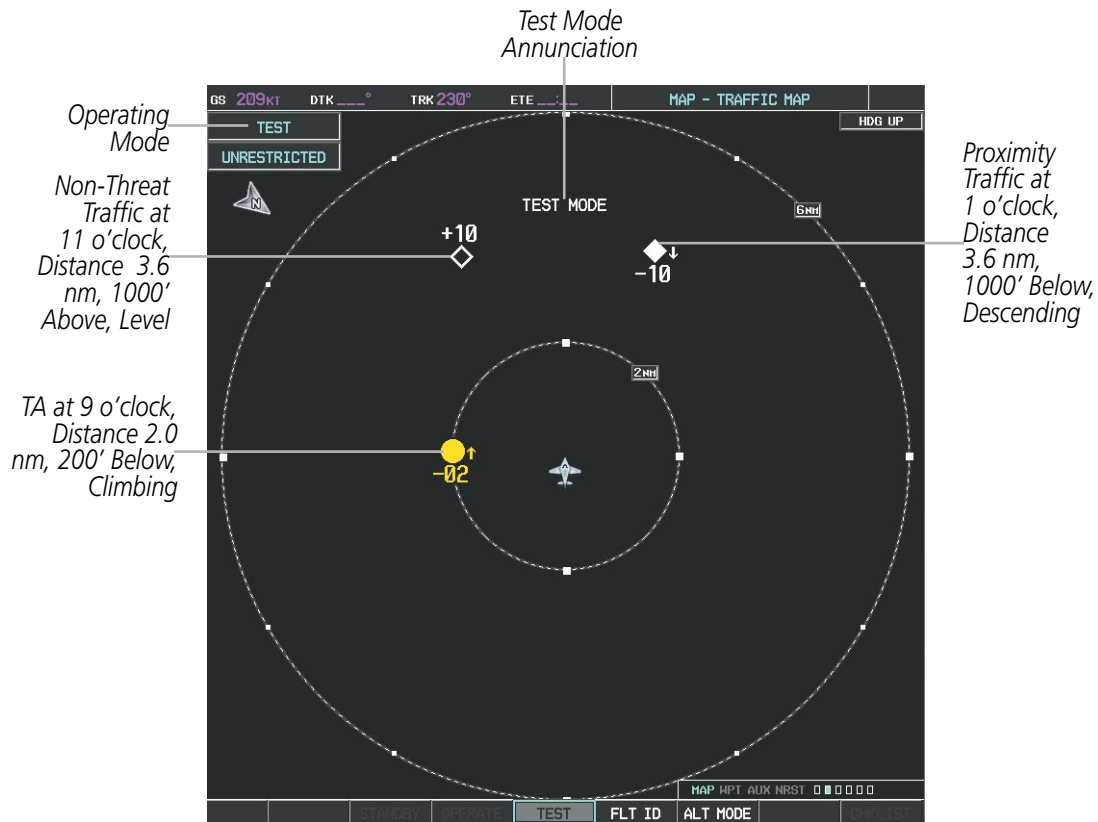 Test Mode
Annunciation
GS 209KT DTK ___° TRK 230° ETE __:__ MAP - TRAFFIC MAP
Operating
Mode
TEST
UNRESTRICTED
HDG UP
N
Non-Threat
Traffic at
11 o'clock,
Distance 3.6
nm, 1000'
Above, Level
TEST MODE
6NM
+10
-10
Proximity
Traffic at
1 o'clock,
Distance
3.6 nm,
1000' Below,
Descending
2NM
TA at 9 o'clock,
Distance 2.0
nm, 200' Below,
Climbing
-02
MAP WPT AUX NRST
STANDBY OPERATE TEST FLT ID ALT MODE CHKLIST